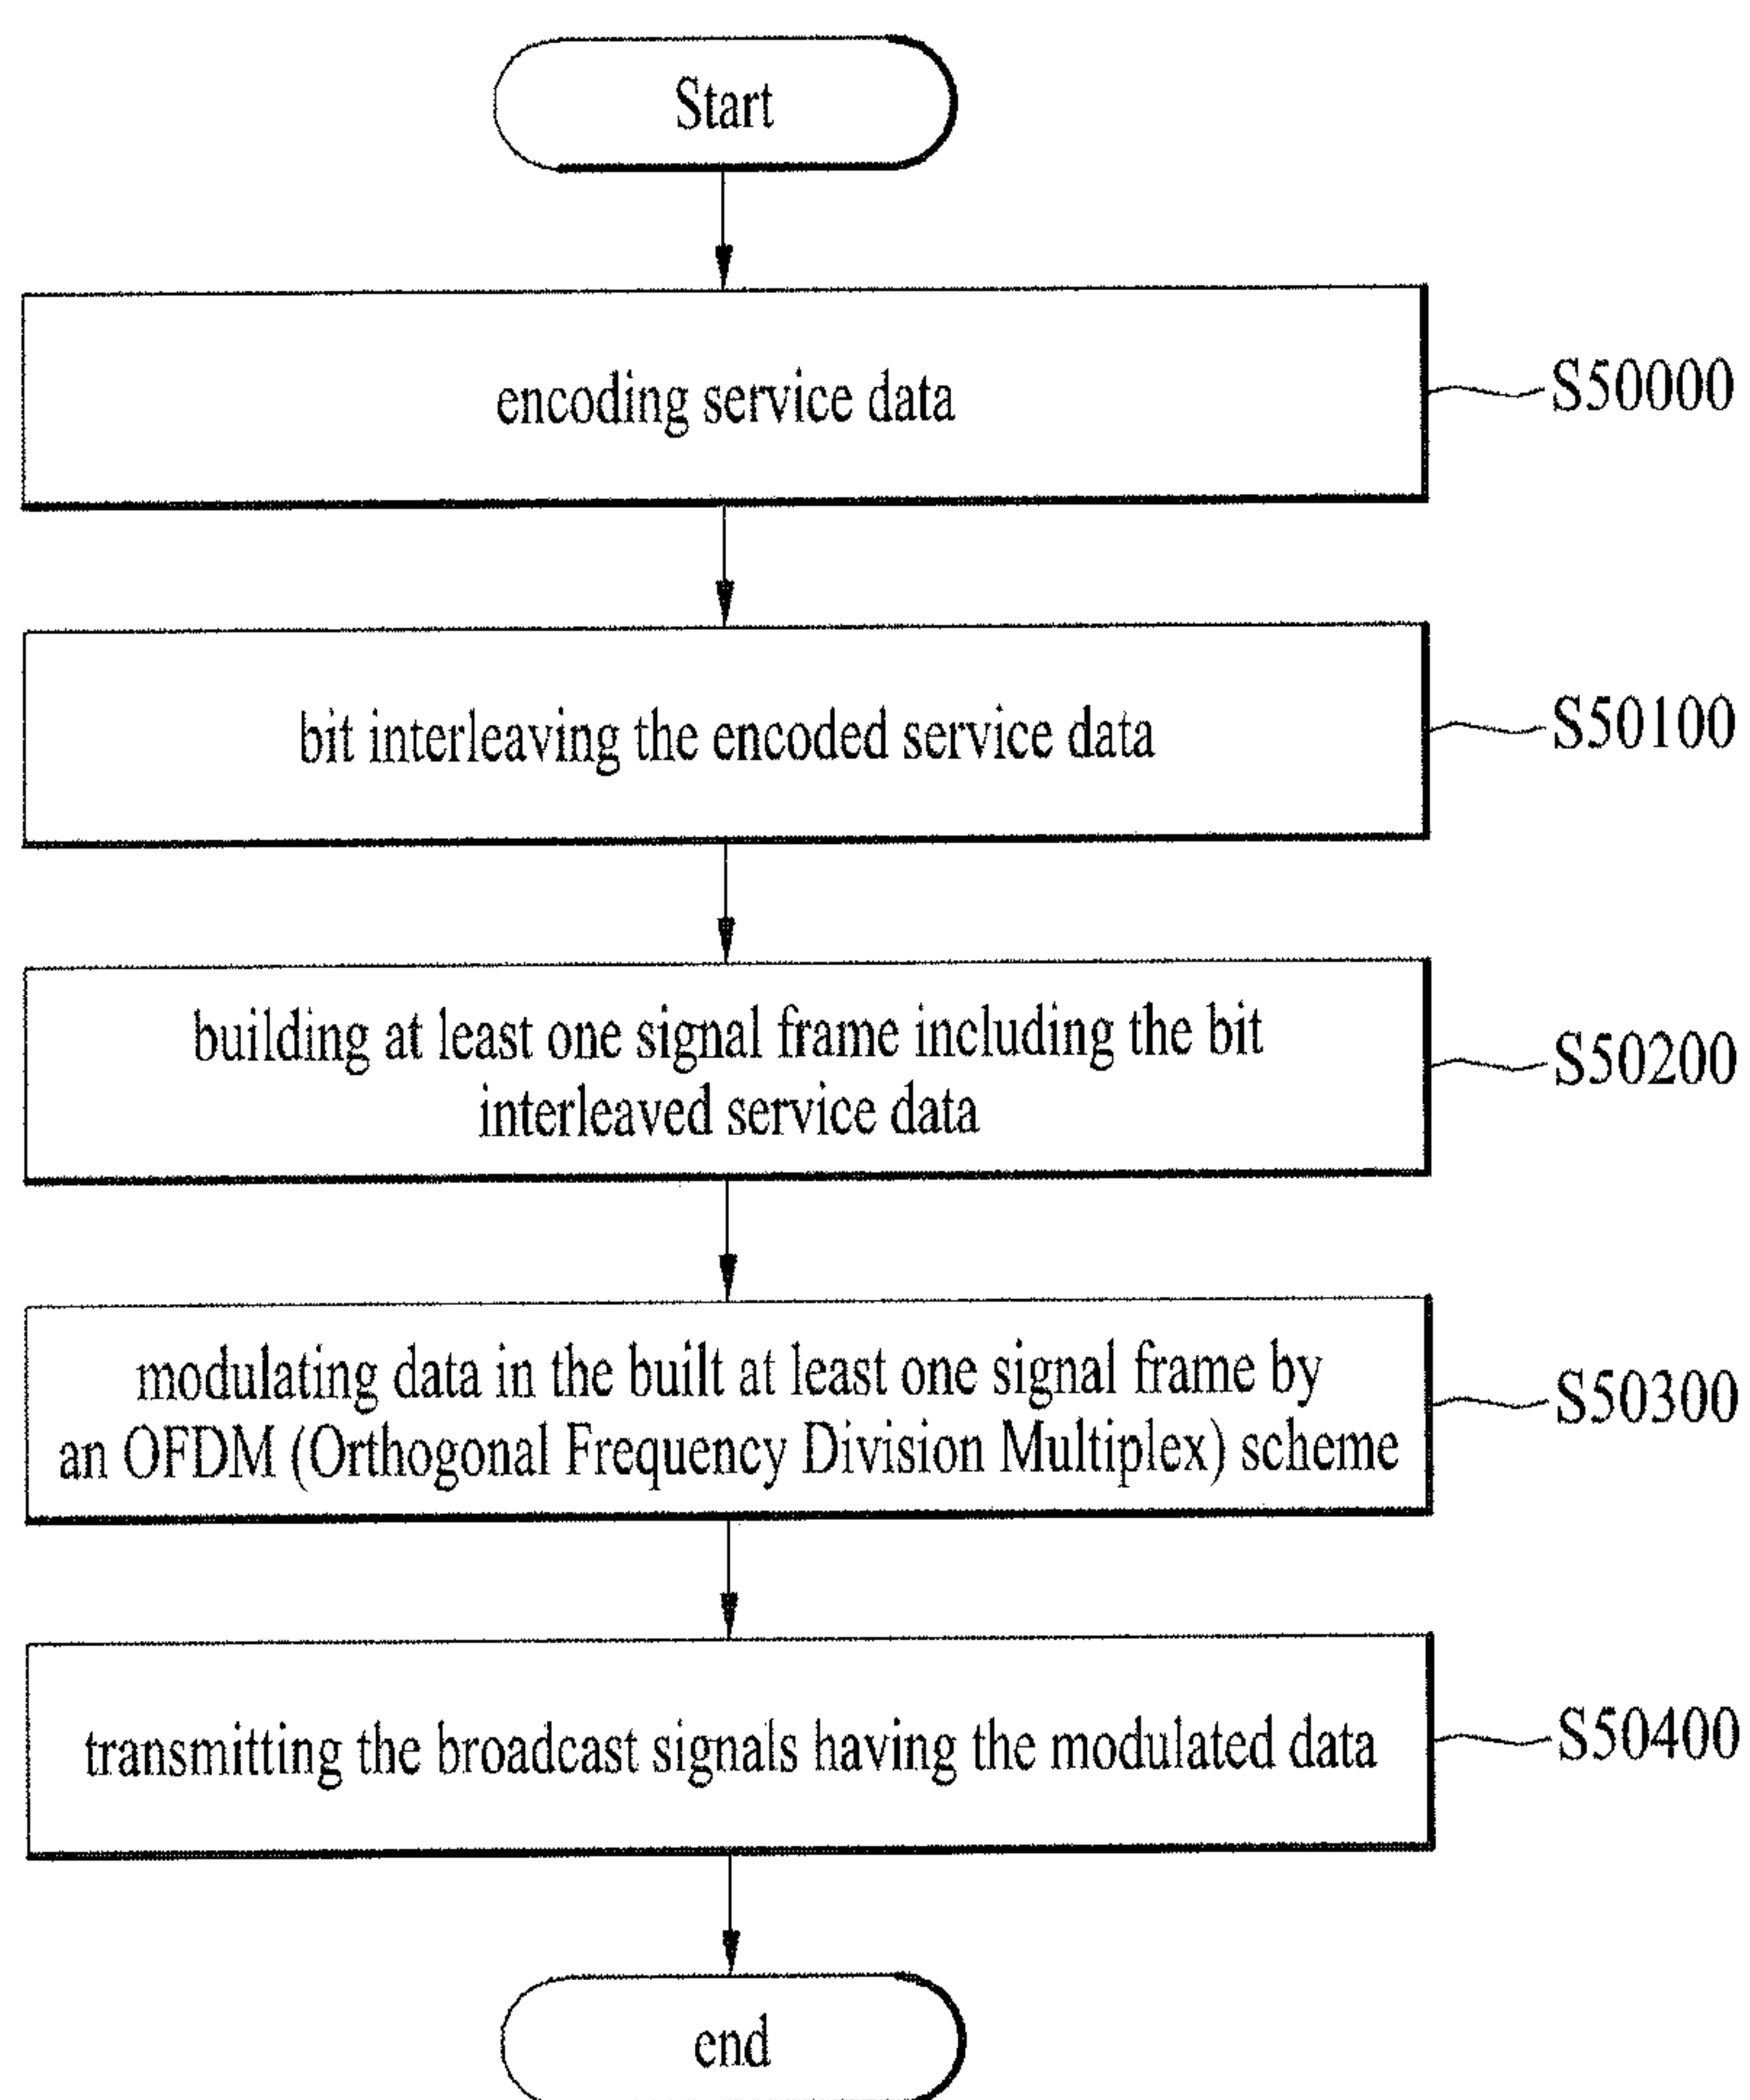 Start
encoding service data
S50000
bit interleaving the encoded service data
S50100
building at least one signal frame including the bit
interleaved service data
S50200
modulating data in the built at least one signal frame by
an OFDM (Orthogonal Frequency Division Multiplex) scheme
S50300
transmitting the broadcast signals having the modulated data
S50400
end